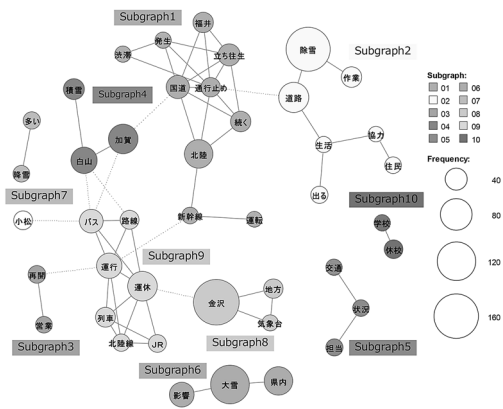 Subgraph1
福井
発生
渋滞
立ち往生
除雪
Subgraph2
作業
Subgraph4
積雪
国道
通行止め
道路
多い
加賀
続く
白山
北陸
生活
協力
降雪
住民
Subgraph7
出る
Subgraph10
小松
バス
路線
新幹線
運転
学校
休校
Subgraph9
再開
運行
運休
交通
金沢
地方
営業
列車
気象台
状況
Subgraph3
北陸線
JR
Subgraph8
担当
Subgraph5
Subgraph6
影響
大雪
県内
Subgraph:
01 06
02 07
03 08
04 09
05 10
Frequency:
40
80
120
160